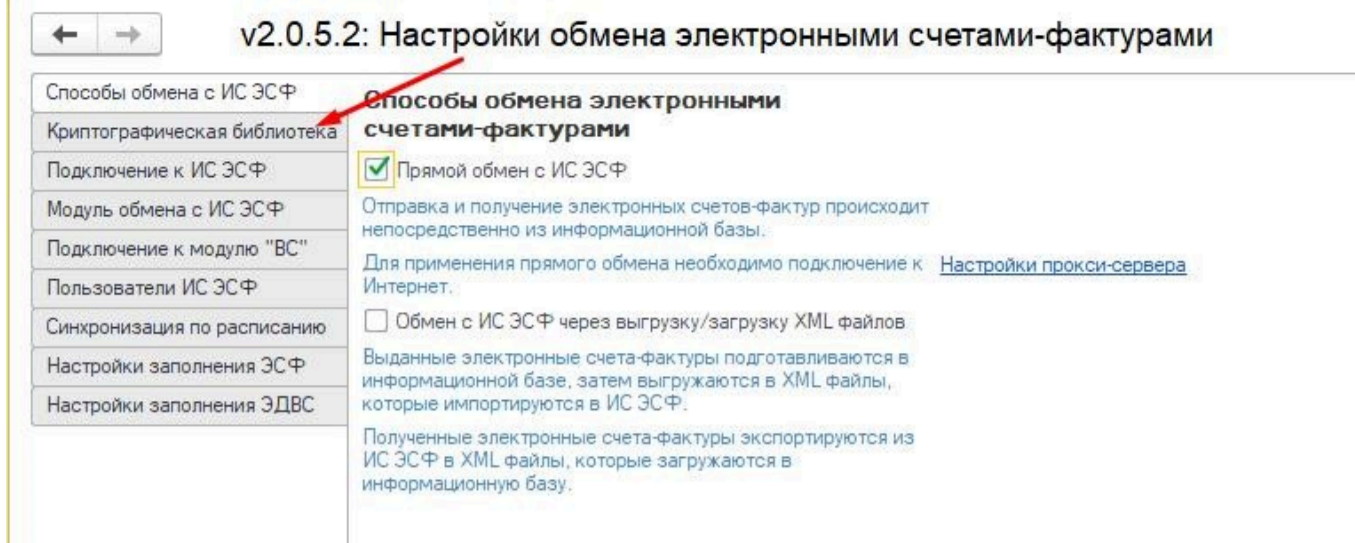 v2.0.5.2: Настройки обмена электронными счетами-фактурами
Способы обмена с ИС ЭСФ
Криптографическая библиотека
Подключение к ИС ЭСФ
Модуль обмена с ИС ЭСФ
Подключение к модулю "ВС"
Пользователи ИС ЭСФ
Синхронизация по расписанию
Настройки заполнения ЭСФ
Настройки заполнения ЭДВС
Способы обмена электронными
счетами-фактурами
Прямой обмен с ИС ЭСФ
Отправка и получение электронных счетов-фактур происходит
непосредственно из информационной базы.
Для применения прямого обмена необходимо подключение к
Интернет.
Настройки прокси-сервера
Обмен с ИС ЭСФ через выгрузку/загрузку XML файлов
Выданные электронные счета-фактуры подготавливаются в
информационной базе, затем выгружаются в XML файлы,
которые импортируются в ИС ЭСФ.
Полученные электронные счета-фактуры экспортируются из
ИС ЭСФ в XML файлы, которые загружаются в
информационную базу.